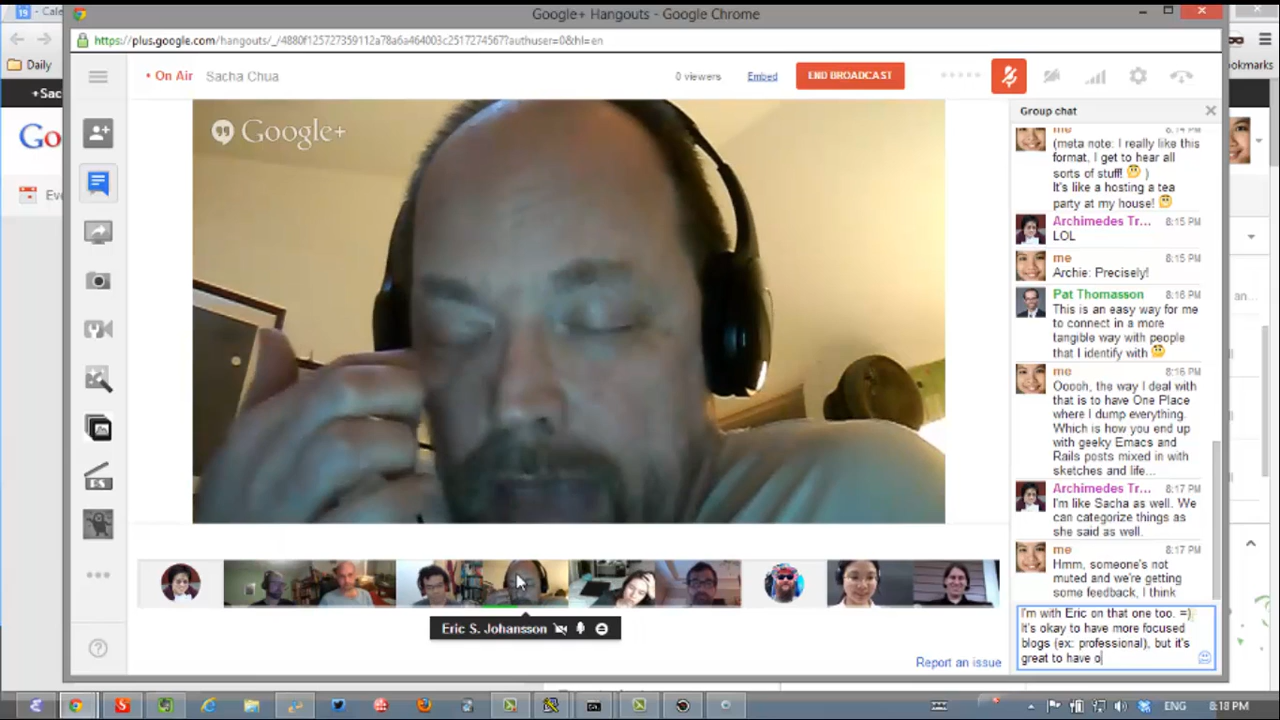 Google+ Hangouts - Google Chrome
https://plus.google.com/hangouts/_/4880f125727359112a78a6a464003c2517274567?authuser=0&hl=en
Daily
ookmarks
+Sac
• On Air Sacha Chua
0 viewers Embed END BROADCAST
Google+
Go
Eve
Group chat
me 8:14 PM
(meta note: I really like this
format, I get to hear all
sorts of stuff! )
It's like a hosting a tea
party at my house!
Archimedes Tr... 8:15 PM
LOL
me 8:15 PM
Archie: Precisely!
Pat Thomasson 8:16 PM
This is an easy way for me
to connect in a more
tangible way with people
that I identify with
me 8:16 PM
Ooooh, the way I deal with
that is to have One Place
where I dump everything.
Which is how you end up
with geeky Emacs and
Rails posts mixed in with
sketches and life...
Archimedes Tr... 8:17 PM
I'm like Sacha as well. We
can categorize things as
she said as well.
me 8:17 PM
Hmm, someone's not
muted and we're getting
some feedback, I think
I'm with Eric on that one too. =)
It's okay to have more focused
blogs (ex: professional), but it's
great to have o
an...
Eric S. Johansson
Report an issue
ENG 8:18 PM